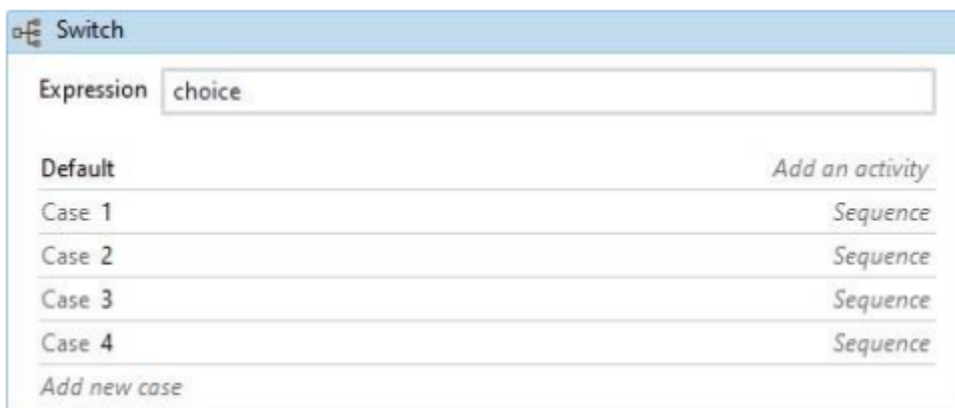 Switch
Expression choice
Default Add an activity
Case 1 Sequence
Case 2 Sequence
Case 3 Sequence
Case 4 Sequence
Add new case